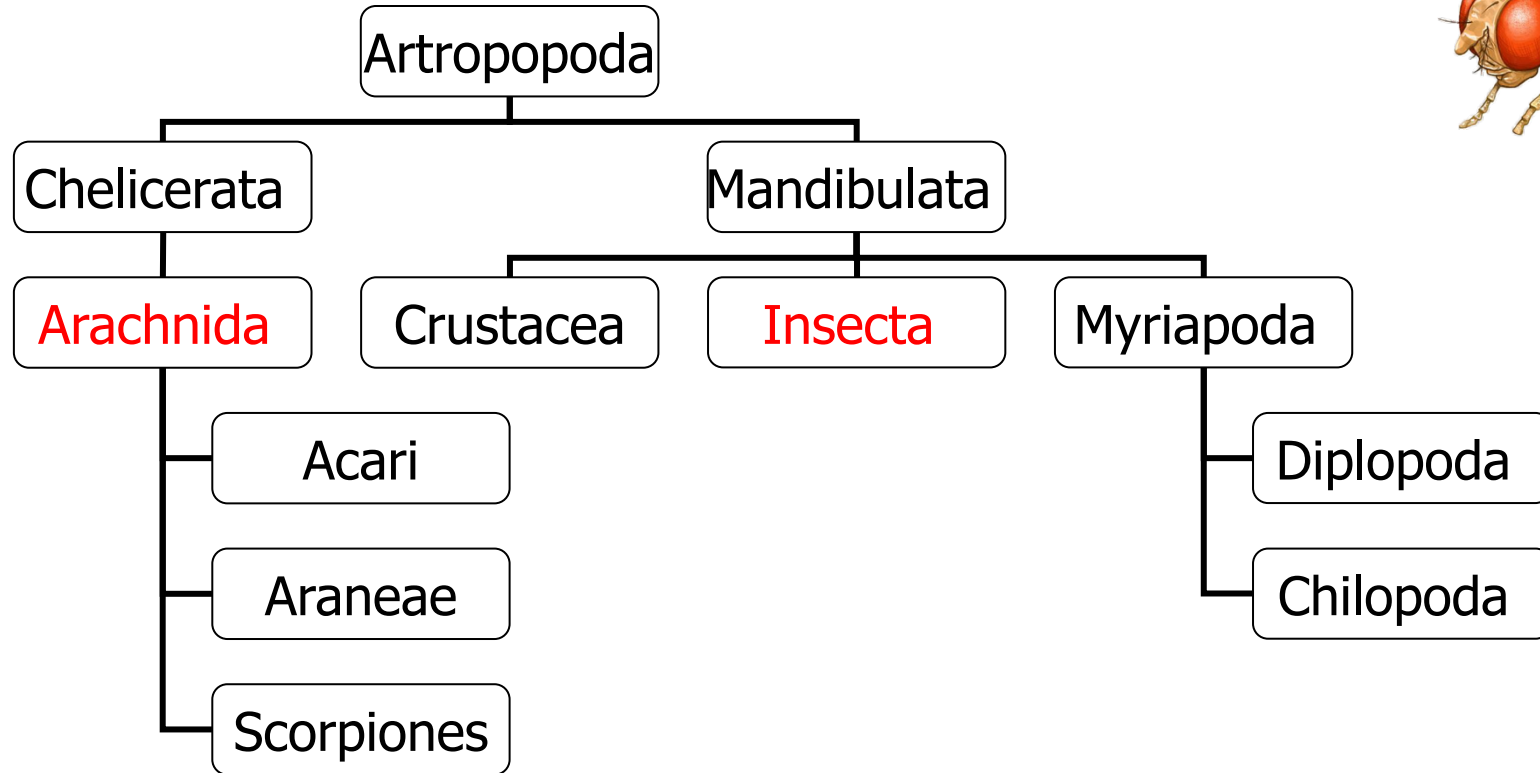 Artropopoda
Chelicerata
Mandibulata
Arachnida
Crustacea
Insecta
Myriapoda
Acari
Diplopoda
Araneae
Chilopoda
Scorpiones